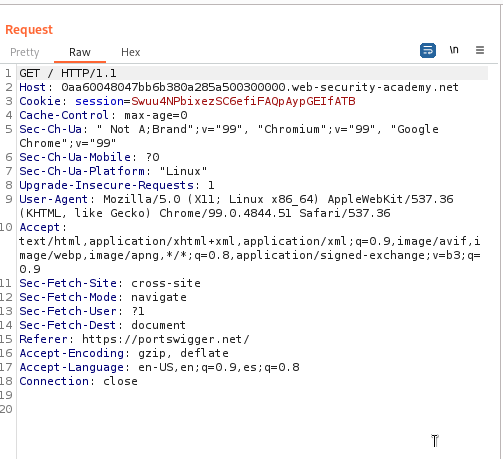 Request
Pretty Raw Hex
\n
1 GET / HTTP/1.1
2 Host: 0aa60048047bb6b380a285a500300000.web-security-academy.net
3 Cookie: session=Swuu4NPbixezSC6efiFAQpAypGEIfATB
4 Cache-Control: max-age=0
5 Sec-Ch-Ua: " Not A;Brand";v="99", "Chromium";v="99", "Google
Chrome";v="99"
6 Sec-Ch-Ua-Mobile: ?0
7 Sec-Ch-Ua-Platform: "Linux"
8 Upgrade-Insecure-Requests: 1
9 User-Agent: Mozilla/5.0 (X11; Linux x86_64) AppleWebKit/537.36
(KHTML, like Gecko) Chrome/99.0.4844.51 Safari/537.36
10 Accept:
text/html,application/xhtml+xml,application/xml;q=0.9,image/avif,i
mage/webp,image/apng,*/*;q=0.8,application/signed-exchange;v=b3;q=
0.9
11 Sec-Fetch-Site: cross-site
12 Sec-Fetch-Mode: navigate
13 Sec-Fetch-User: ?1
14 Sec-Fetch-Dest: document
15 Referer: https://portswigger.net/
16 Accept-Encoding: gzip, deflate
17 Accept-Language: en-US,en;q=0.9,es;q=0.8
18 Connection: close
19
20